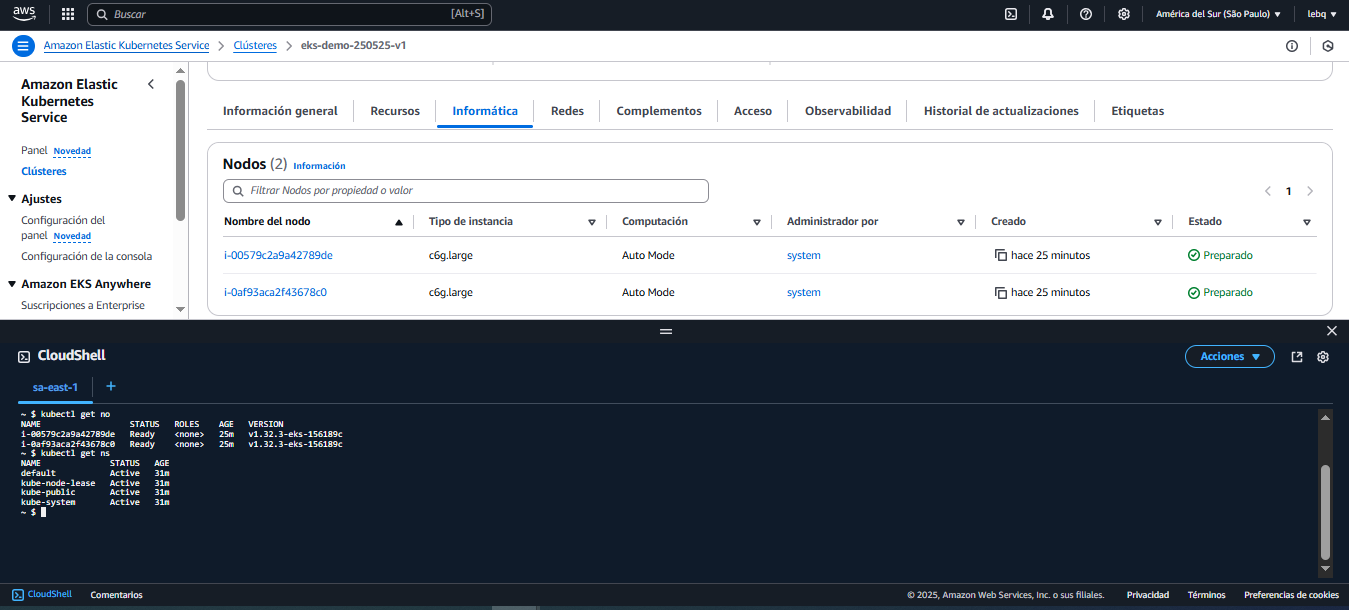 aws
Buscar [Alt+S]
América del Sur (São Paulo) ▼ lebq ▼
Amazon Elastic Kubernetes Service > Clústeres > eks-demo-250525-v1
Amazon Elastic
Kubernetes
Service
Panel Novedad
Clústeres
Ajustes
Configuración del
panel Novedad
Configuración de la consola
Amazon EKS Anywhere
Suscripciones a Enterprise
Información general
Recursos
Informática
Redes
Complementos
Acceso
Observabilidad
Historial de actualizaciones
Etiquetas
Nodos (2) Información
Filtrar Nodos por propiedad o valor
< 1 >
Nombre del nodo Tipo de instancia Computación Administrador por Creado Estado
i-00579c2a9a42789de c6g.large Auto Mode system hace 25 minutos Preparado
i-0af93aca2f43678c0 c6g.large Auto Mode system hace 25 minutos Preparado
CloudShell
Acciones ▼
sa-east-1 +
~ $ kubectl get no
NAME STATUS ROLES AGE VERSION
i-00579c2a9a42789de Ready <none> 25m v1.32.3-eks-156189c
i-0af93aca2f43678c0 Ready <none> 25m v1.32.3-eks-156189c
~ $ kubectl get ns
NAME STATUS AGE
default Active 31m
kube-node-lease Active 31m
kube-public Active 31m
kube-system Active 31m
~ $
CloudShell Comentarios © 2025, Amazon Web Services, Inc. o sus filiales. Privacidad Términos Preferencias de cookies